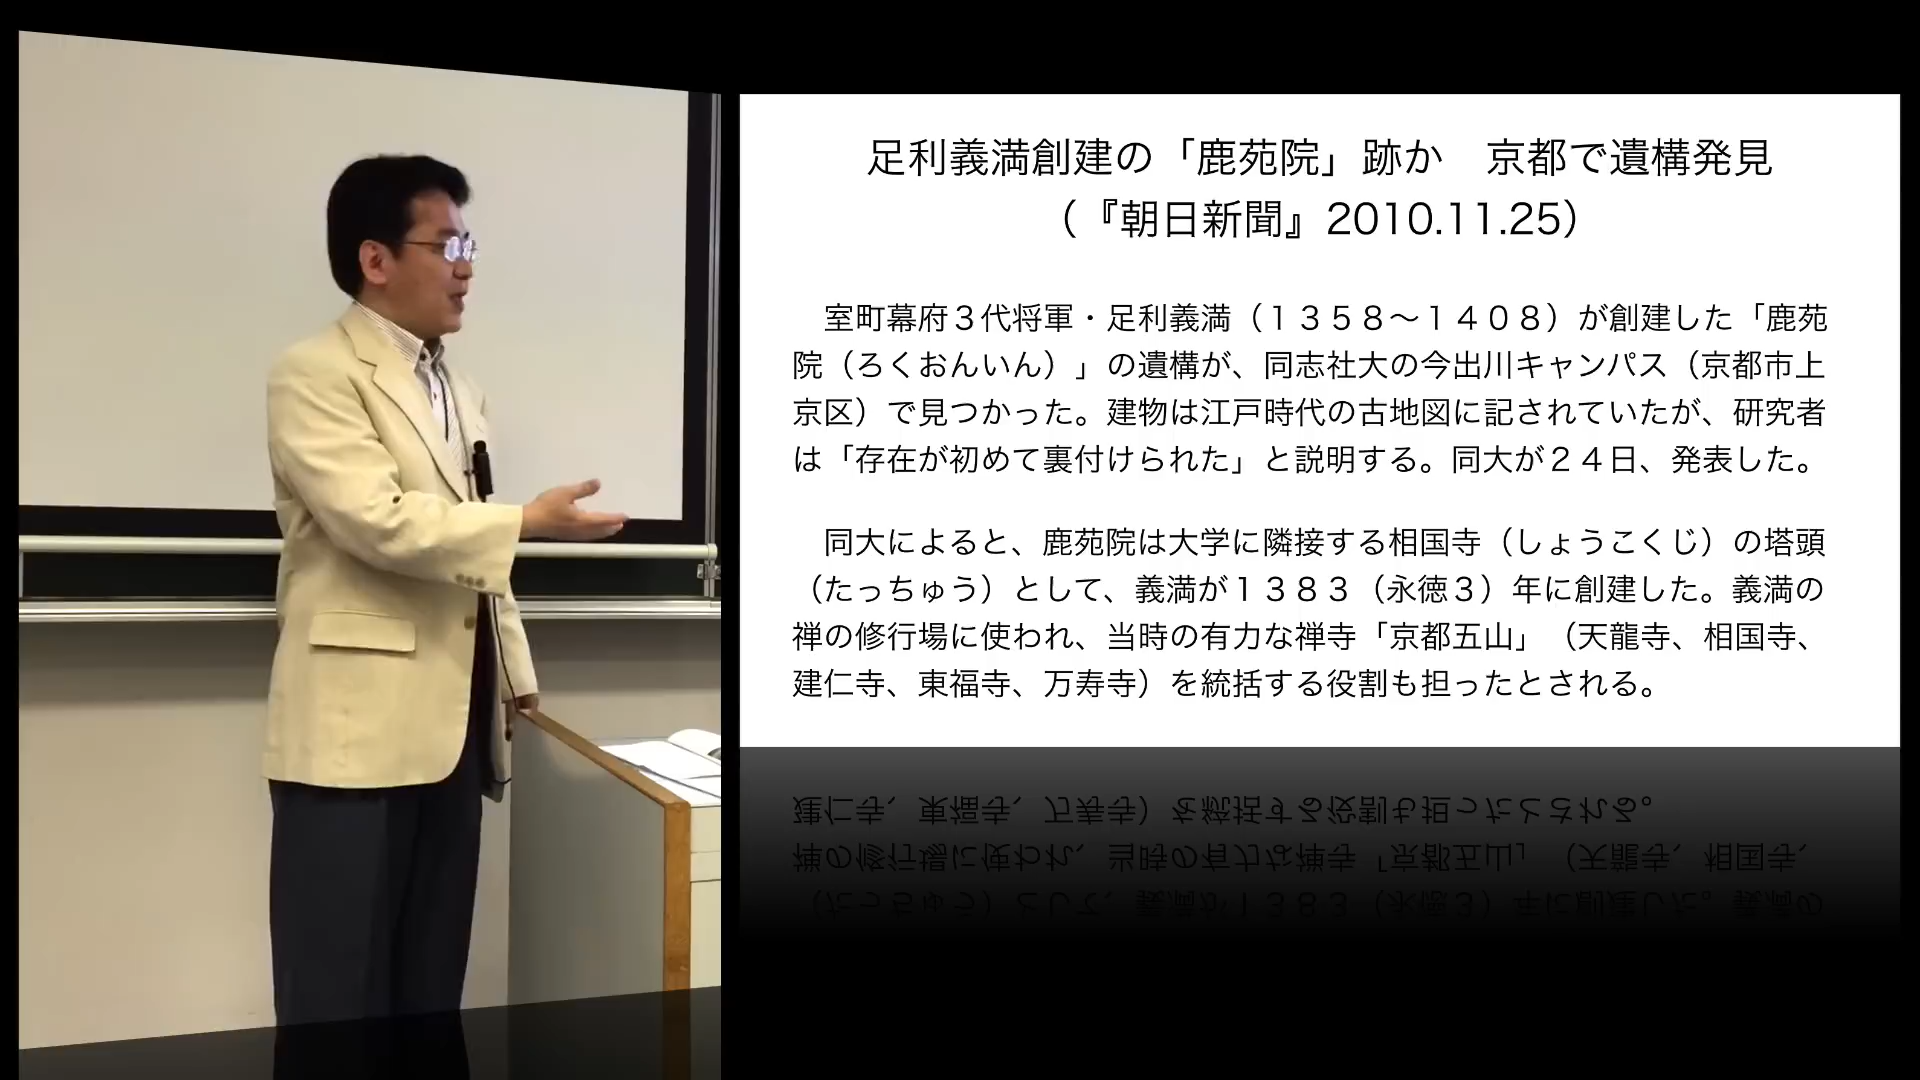 足利義満創建の「鹿苑院」跡か　京都で遺構発見
（『朝日新聞』2010.11.25）
　室町幕府３代将軍・足利義満（１３５８～１４０８）が創建した「鹿苑
院（ろくおんいん）」の遺構が、同志社大の今出川キャンパス（京都市上
京区）で見つかった。建物は江戸時代の古地図に記されていたが、研究者
は「存在が初めて裏付けられた」と説明する。同大が２４日、発表した。
　同大によると、鹿苑院は大学に隣接する相国寺（しょうこくじ）の塔頭
（たっちゅう）として、義満が１３８３（永徳３）年に創建した。義満の
禅の修行場に使われ、当時の有力な禅寺「京都五山」（天龍寺、相国寺、
建仁寺、東福寺、万寿寺）を統括する役割も担ったとされる。